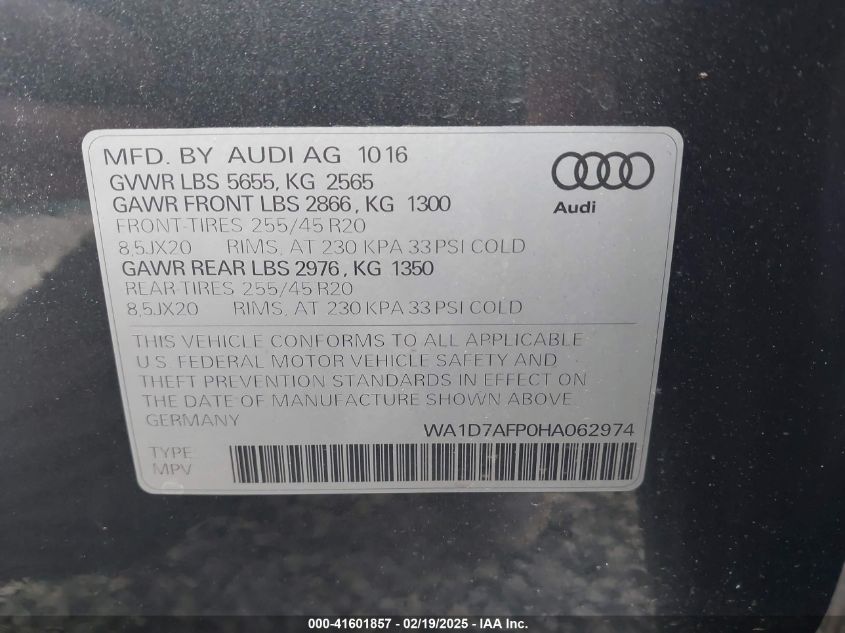 MFD. BY AUDI AG 1016
GVWR LBS 5655, KG 2565
GAWR FRONT LBS 2866, KG 1300
FRONT-TIRES 255/45 R20
8,5JX20 RIMS, AT 230 KPA 33 PSI COLD
GAWR REAR LBS 2976, KG 1350
REAR-TIRES 255/45 R20
8,5JX20 RIMS, AT 230 KPA 33 PSI COLD
Audi
THIS VEHICLE CONFORMS TO ALL APPLICABLE
U.S. FEDERAL MOTOR VEHICLE SAFETY AND
THEFT PREVENTION STANDARDS IN EFFECT ON
THE DATE OF MANUFACTURE SHOWN ABOVE.
GERMANY
WA1D7AFP0HA062974
TYPE
MPV
000-41601857 - 02/19/2025 - IAA Inc.